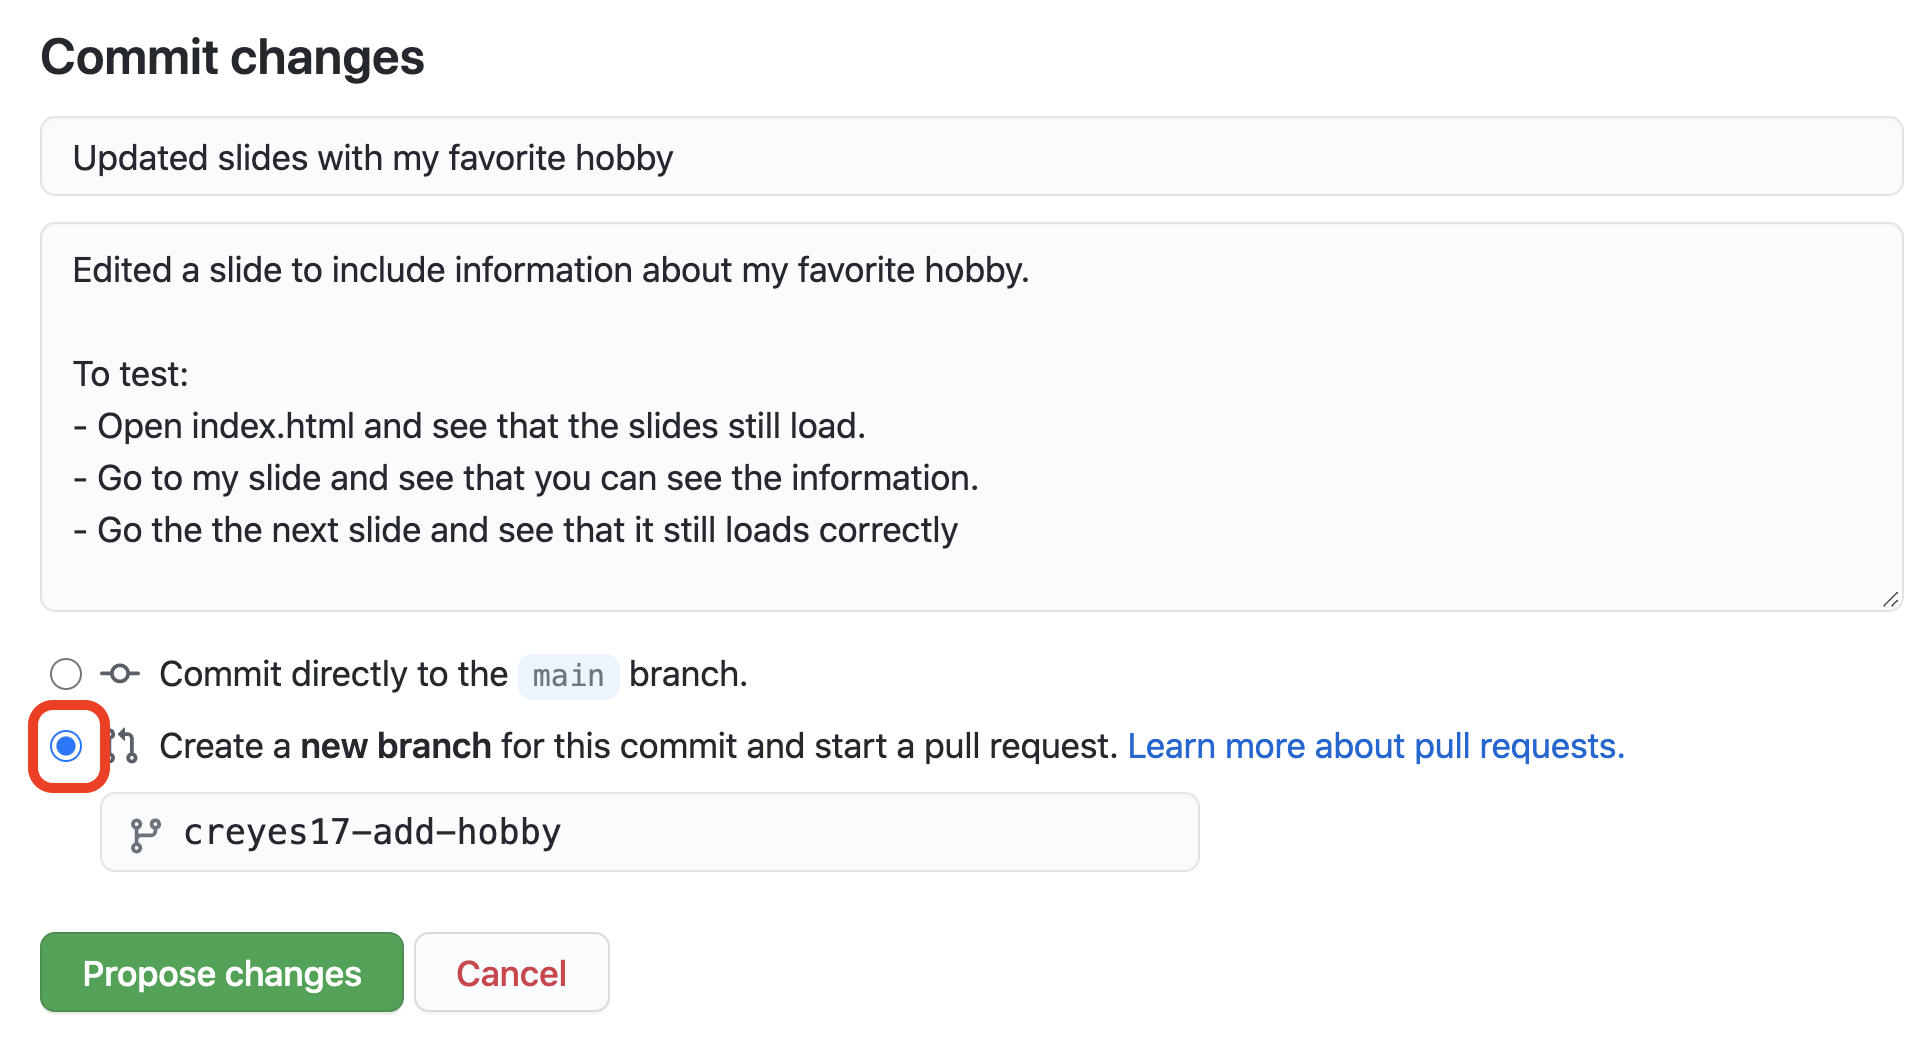 Commit changes
Updated slides with my favorite hobby
Edited a slide to include information about my favorite hobby.
To test:
- Open index.html and see that the slides still load.
- Go to my slide and see that you can see the information.
- Go the the next slide and see that it still loads correctly
Commit directly to the main branch.
Create a new branch for this commit and start a pull request. Learn more about pull requests.
creyes17-add-hobby
Propose changes Cancel